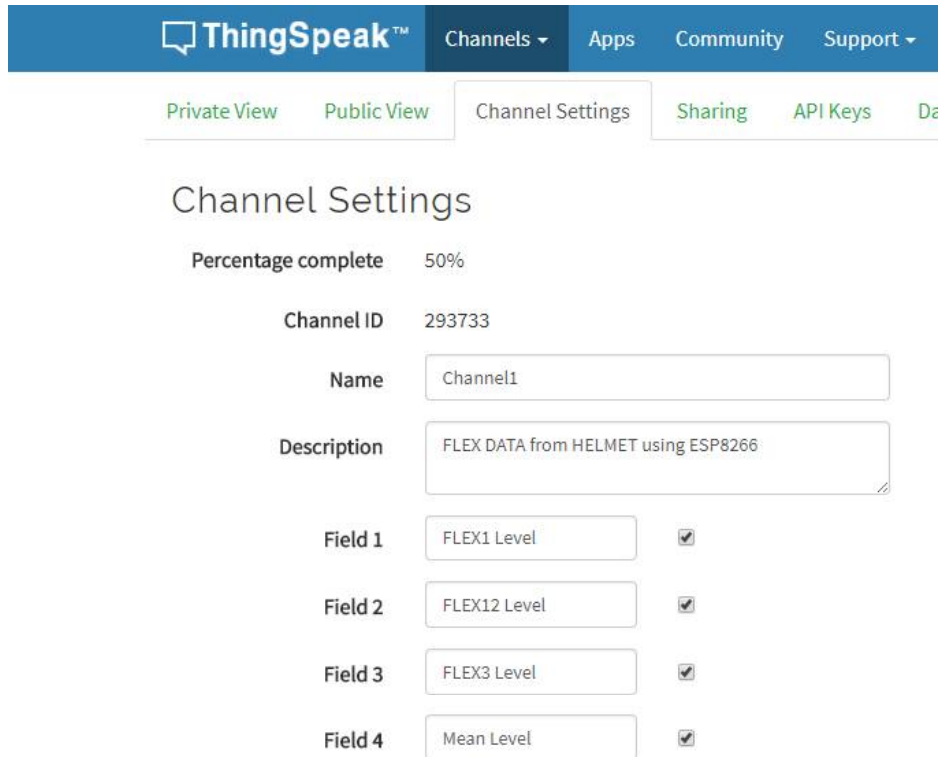 ThingSpeak™ Channels Apps Community Support
Private View Public View Channel Settings Sharing API Keys Da
Channel Settings
Percentage complete 50%
Channel ID 293733
Name Channel1
Description FLEX DATA from HELMET using ESP8266
Field 1 FLEX1 Level
Field 2 FLEX12 Level
Field 3 FLEX3 Level
Field 4 Mean Level